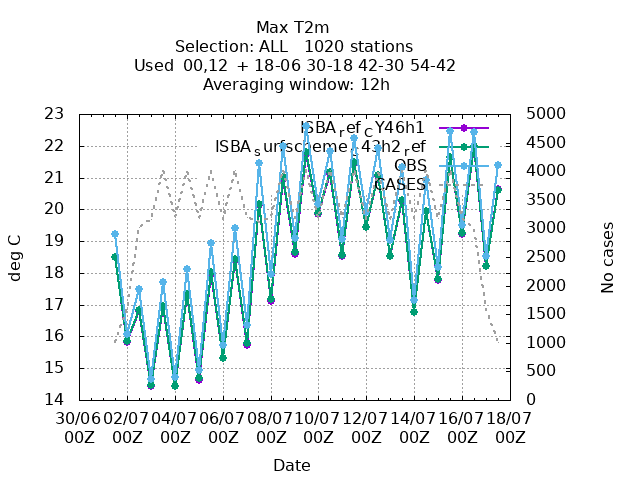 Max T2m
Selection: ALL   1020 stations
Used  00,12  + 18-06 30-18 42-30 54-42
Averaging window: 12h
ISBA_ref_CY46h1
ISBA_surfscheme_C43h2_ref
OBS
CASES
23
22
21
20
19
18
17
16
15
14
5000
4500
4000
3500
3000
2500
2000
1500
1000
500
0
deg C
No cases
30/06 02/07 04/07 06/07 08/07 10/07 12/07 14/07 16/07 18/07
00Z 00Z 00Z 00Z 00Z 00Z 00Z 00Z 00Z 00Z
Date